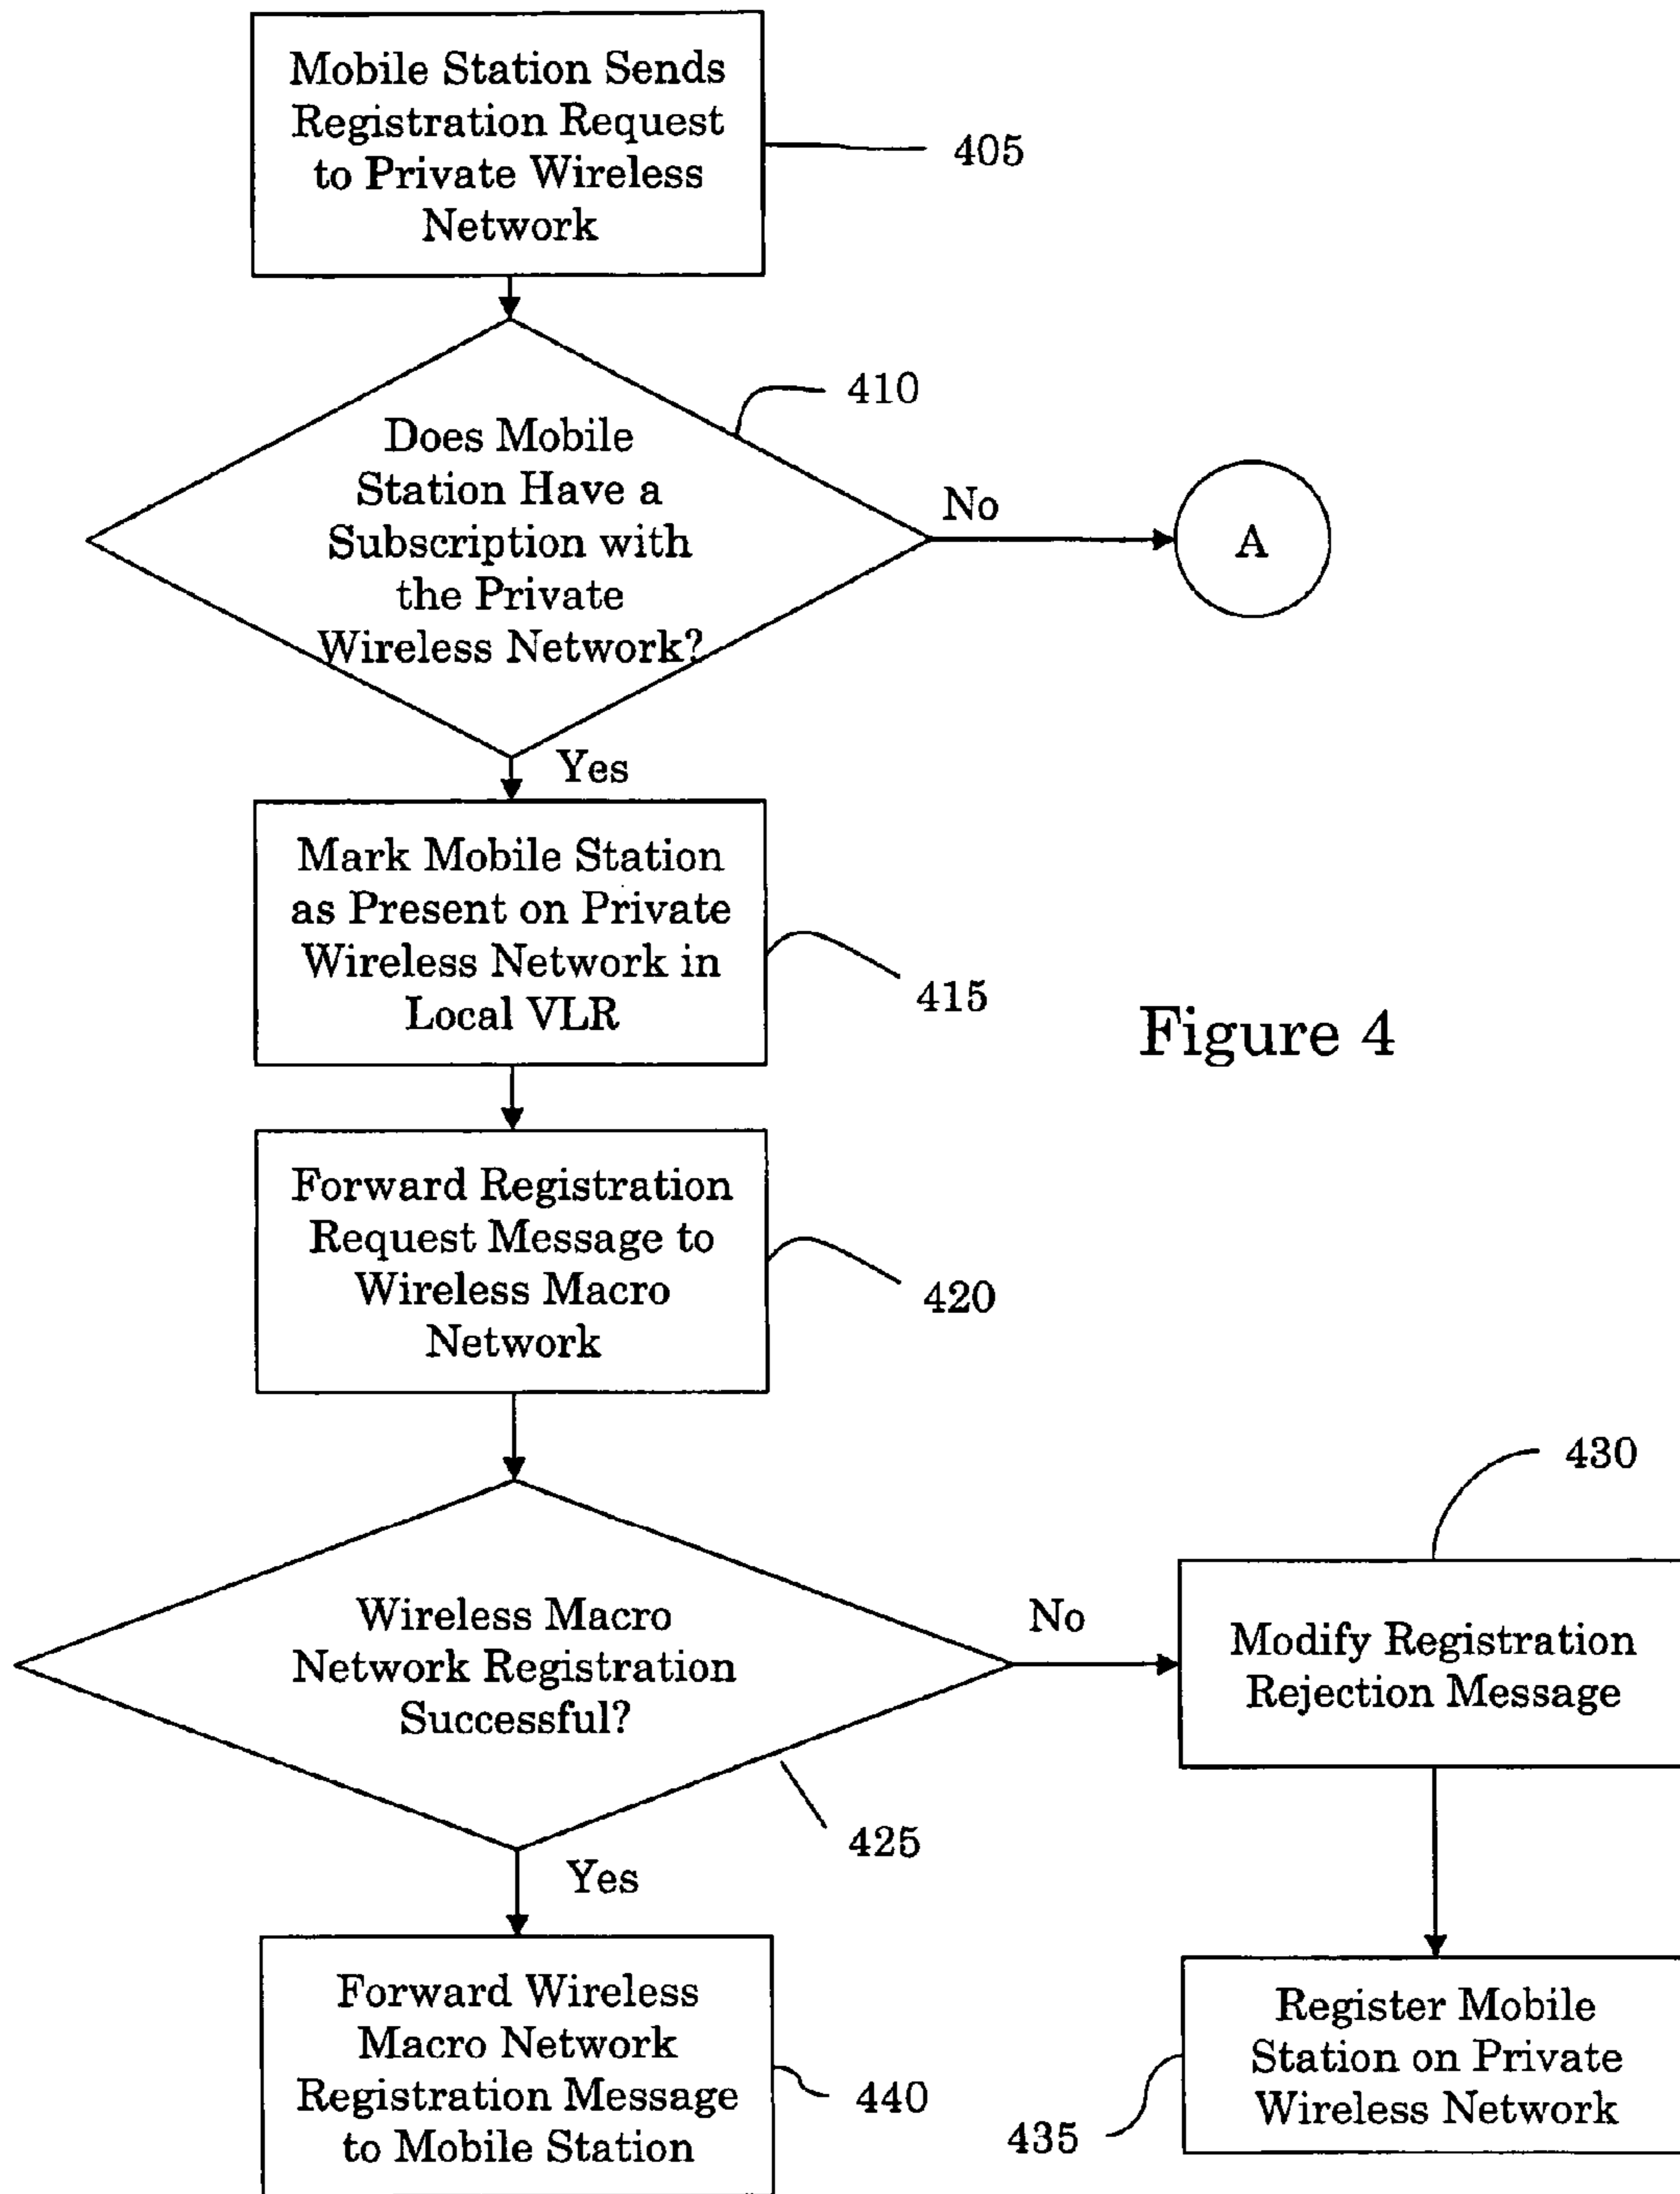 Mobile Station Sends
Registration Request
to Private Wireless
Network
405
410
Does Mobile
Station Have a
Subscription with
the Private
Wireless Network?
No
A
Yes
Mark Mobile Station
as Present on Private
Wireless Network in
Local VLR
415
Figure 4
Forward Registration
Request Message to
Wireless Macro
Network
420
430
Wireless Macro
Network Registration
Successful?
No
Modify Registration
Rejection Message
425
Yes
Forward Wireless
Macro Network
Registration Message
to Mobile Station
440
Register Mobile
Station on Private
Wireless Network
435